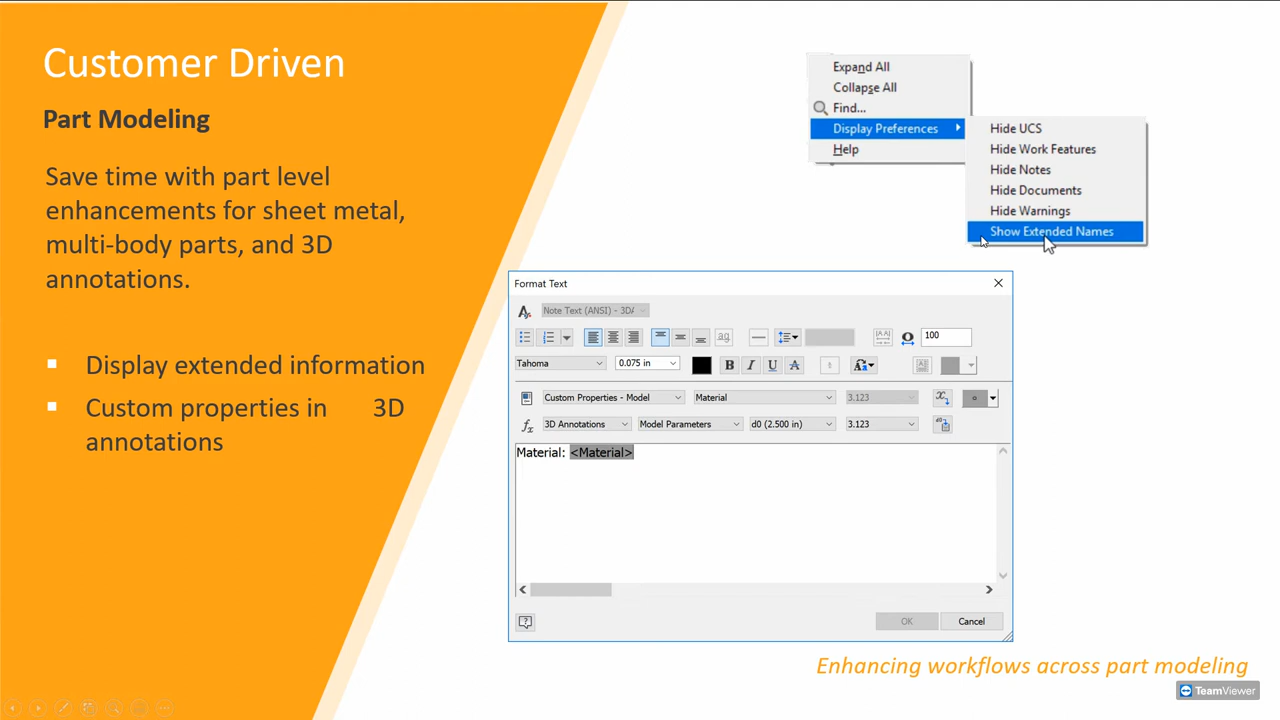 Customer Driven
Part Modeling
Save time with part level
enhancements for sheet metal,
multi-body parts, and 3D
annotations.
Display extended information
Custom properties in 3D
annotations
Expand All
Collapse All
Find...
Display Preferences
Help
Hide UCS
Hide Work Features
Hide Notes
Hide Documents
Hide Warnings
Show Extended Names
Format Text
Note Text (ANSI) - 3DA
ag
100
Tahoma
0.075 in
B I U A
Custom Properties - Model
Material
3.123
3D Annotations
Model Parameters
d0 (2.500 in)
3.123
Material: <Material>
OK
Cancel
Enhancing workflows across part modeling
TeamViewer